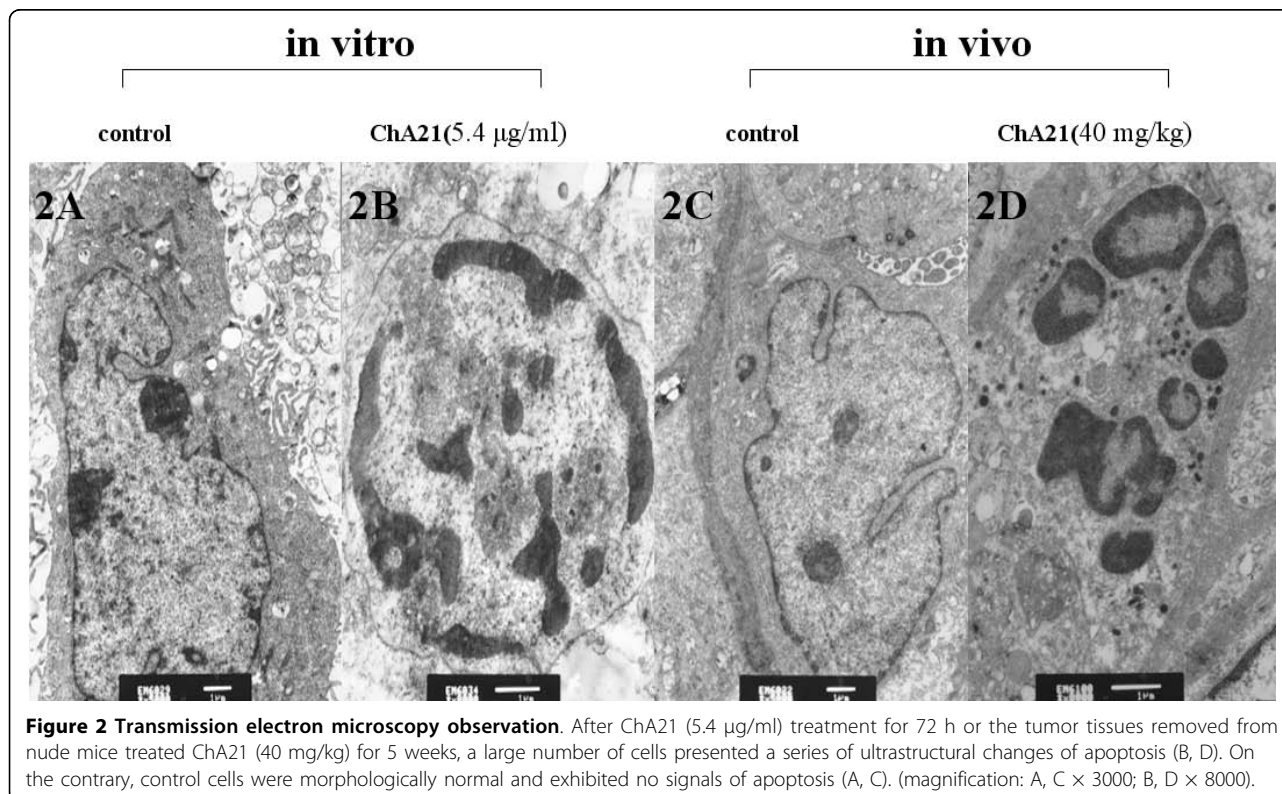 in vitro in vivo
control ChA21(5.4 µg/ml) control ChA21(40 mg/kg)
2A 2B 2C 2D
1µm 1µm 1µm 1µm
Figure 2 Transmission electron microscopy observation. After ChA21 (5.4 μg/ml) treatment for 72 h or the tumor tissues removed from
nude mice treated ChA21 (40 mg/kg) for 5 weeks, a large number of cells presented a series of ultrastructural changes of apoptosis (B, D). On
the contrary, control cells were morphologically normal and exhibited no signals of apoptosis (A, C). (magnification: A, C × 3000; B, D × 8000).